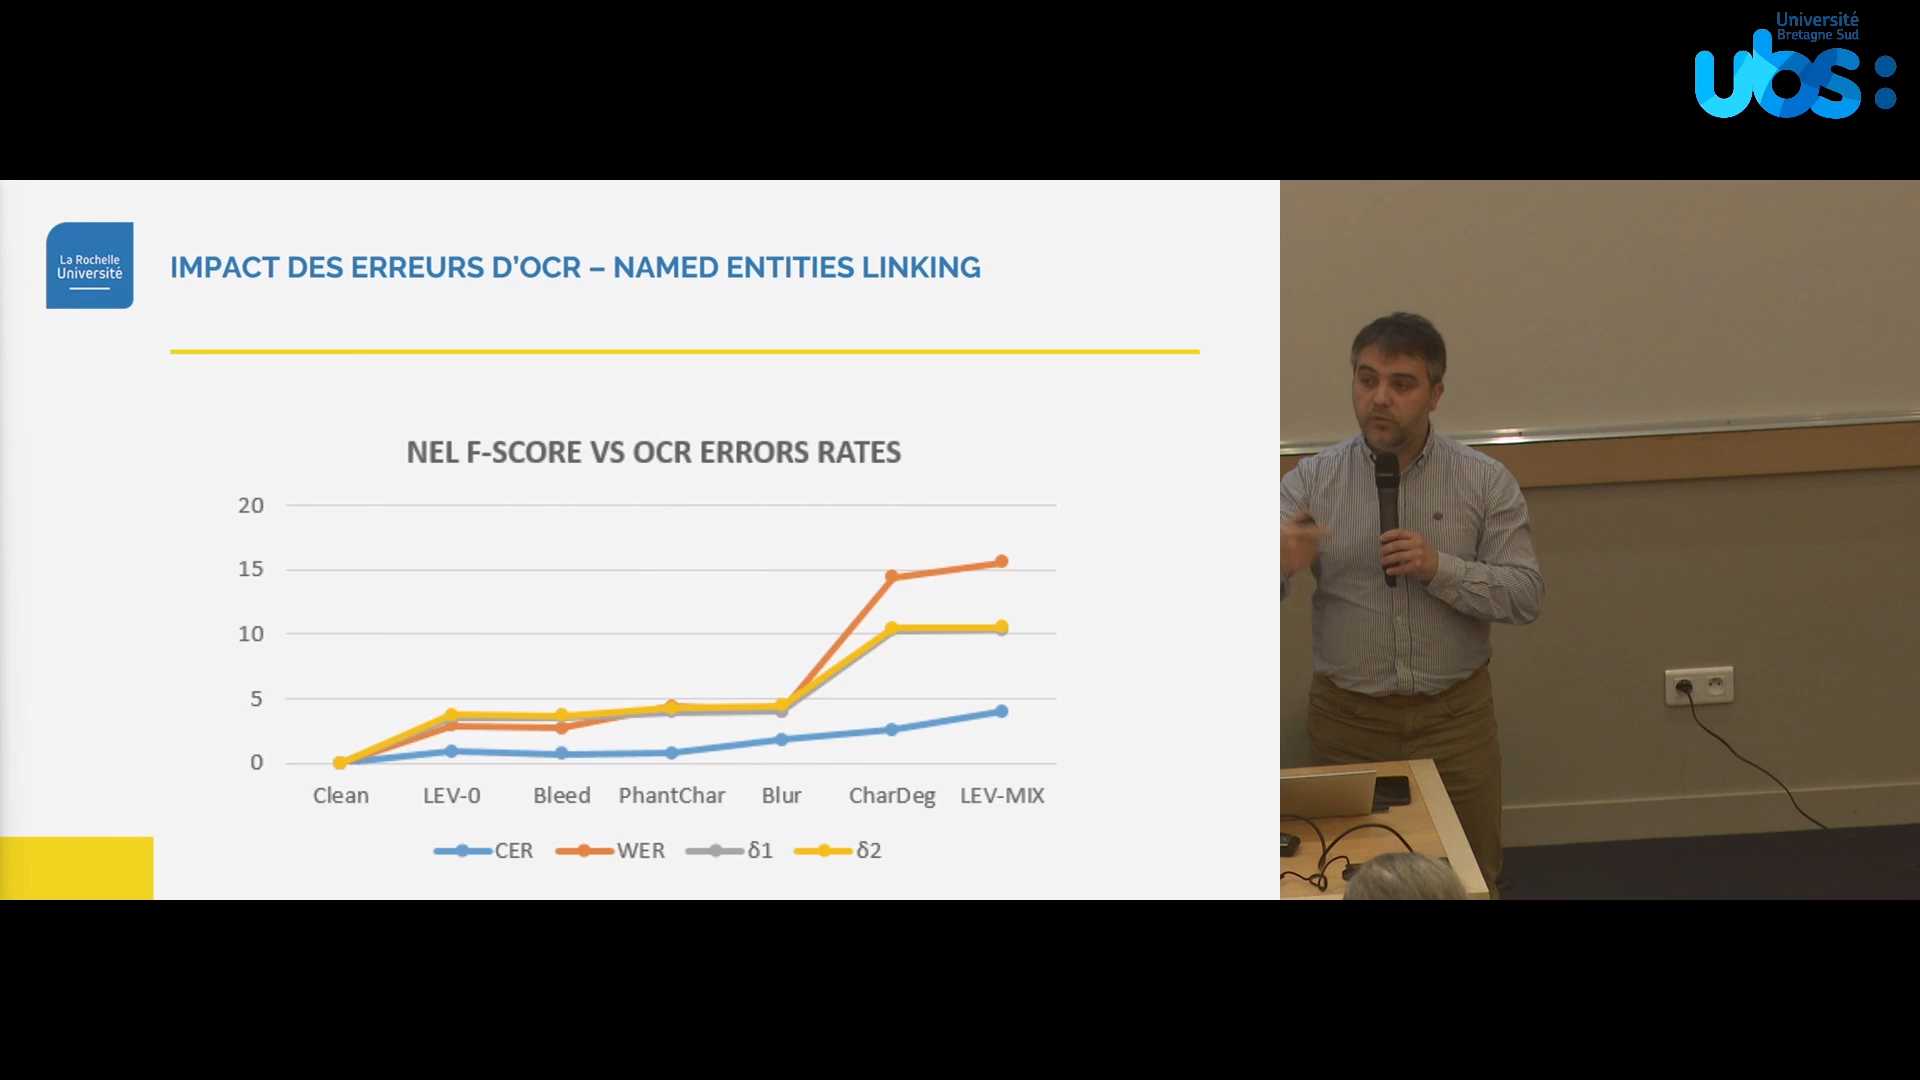 Université
Bretagne Sud
ubs:
La Rochelle
Université
IMPACT DES ERREURS D'OCR – NAMED ENTITIES LINKING
NEL F-SCORE VS OCR ERRORS RATES
20
15
10
5
0
Clean LEV-0 Bleed PhantChar Blur CharDeg LEV-MIX
CER WER δ1 δ2